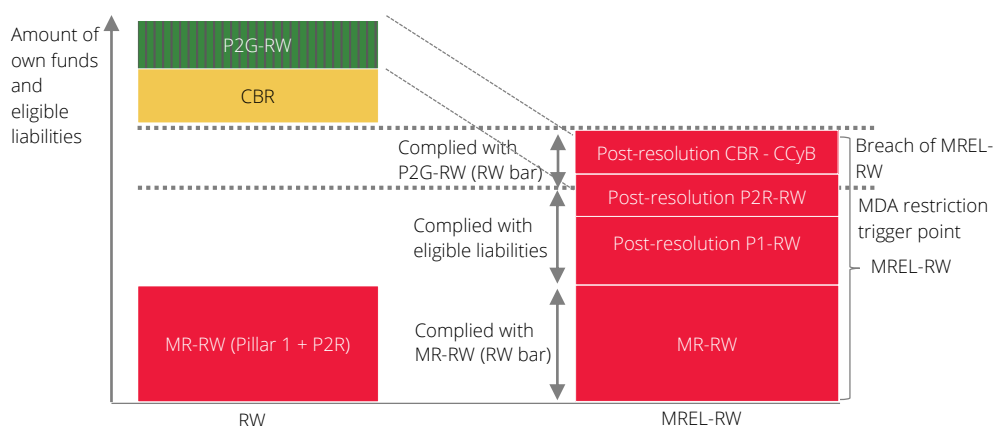 Amount of
own funds
and
eligible
liabilities
P2G-RW
CBR
MR-RW (Pillar 1 + P2R)
RW
Complied with
P2G-RW (RW bar)
Complied with
eligible liabilities
Complied with
MR-RW (RW bar)
Post-resolution CBR - CCyB
Post-resolution P2R-RW
Post-resolution P1-RW
MR-RW
MREL-RW
Breach of MREL-
RW
MDA restriction
trigger point
MREL-RW